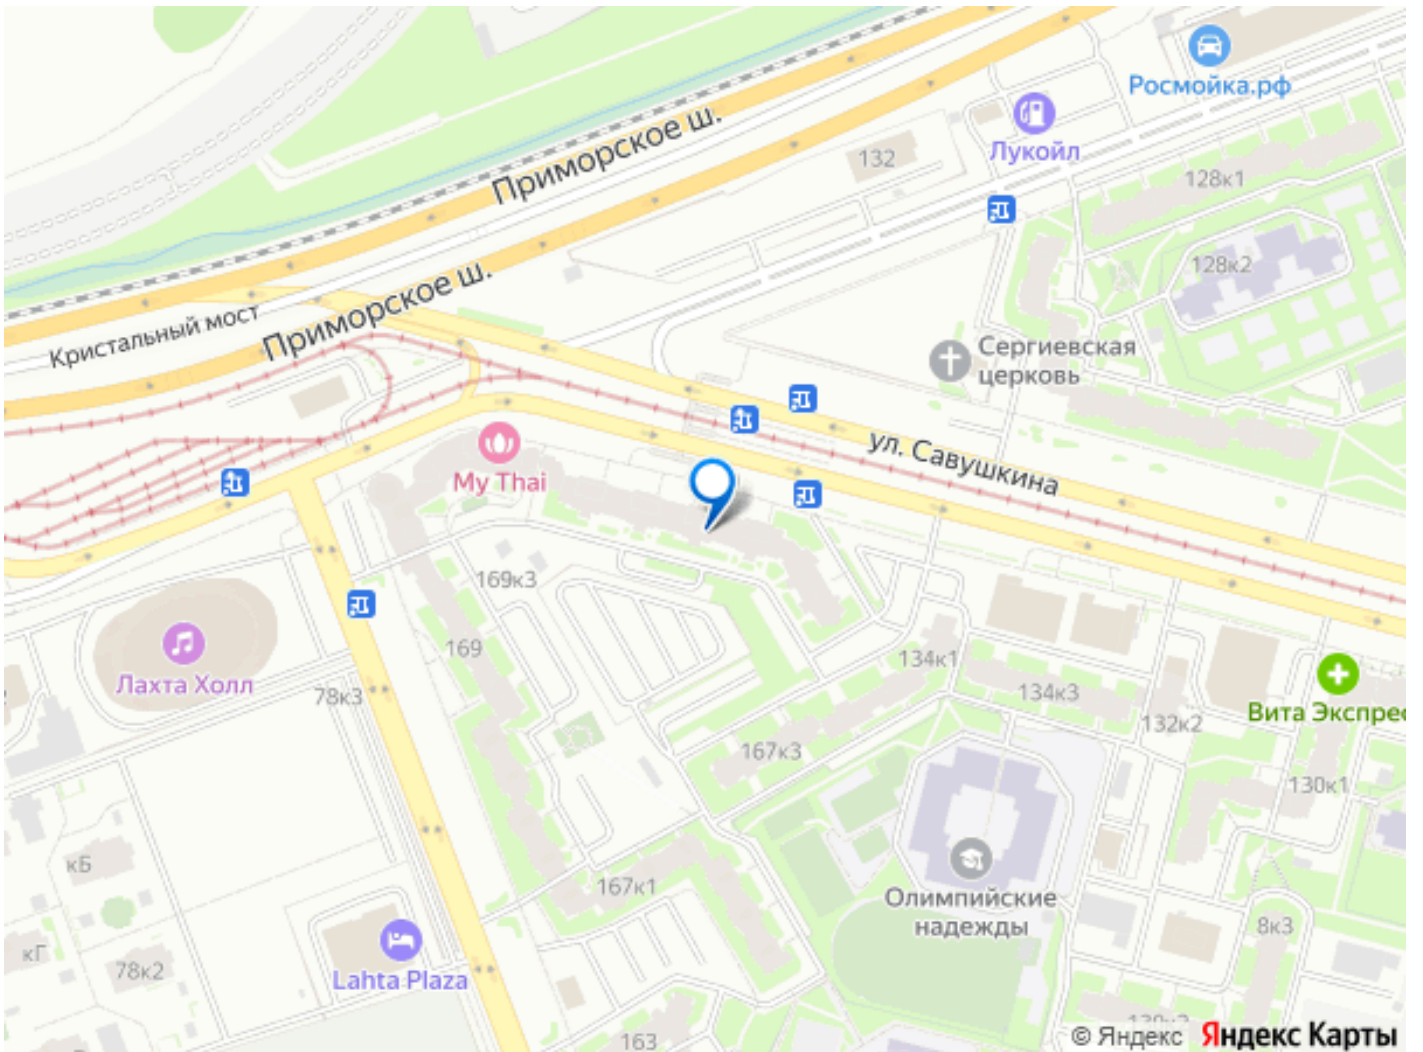 Росмойка.рф
Приморское ш.
Лукойл
132
128к1
128к2
Приморское ш.
Кристальный мост
Сергиевская
церковь
ул. Савушкина
My Thai
169к3
169
134к1
Лахта Холл
78к3
134к3
132к2
Вита Экспрес
167к3
130к1
кБ
167к1
Олимпийские
надежды
8к3
кГ
78к2
Lahta Plaza
163
© Яндекс Яндекс Карты